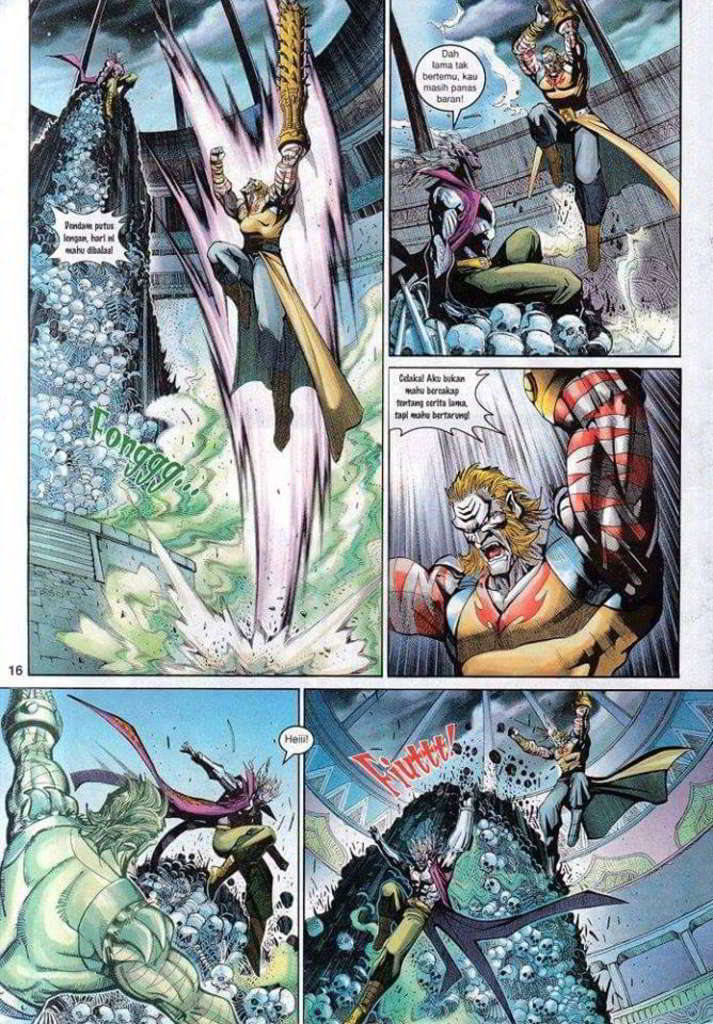 Dendam putus
lengan, hari ni
mahu dibalas!
Fonggg...
Dah
lama tak
bertemu, kau
masih panas
baran!
Celaka! Aku bukan
mahu bercakap
tentang cerita lama,
tapi mahu bertarung!
16
Heiii!
Fiuttt!